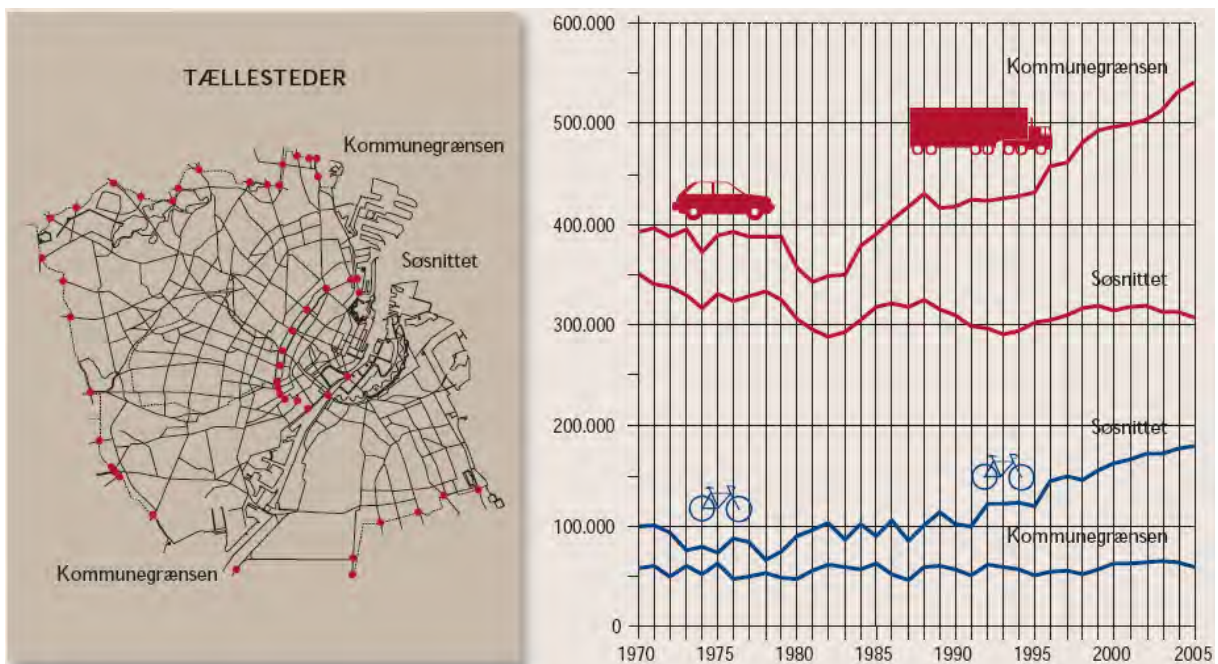 TÆLLESTEDER
Kommunegrænsen
Søsnittet
Kommunegrænsen
600.000
500.000
400.000
300.000
200.000
100.000
0
Kommunegrænsen
Søsnittet
Søsnittet
Kommunegrænsen
1970 1975 1980 1985 1990 1995 2000 2005